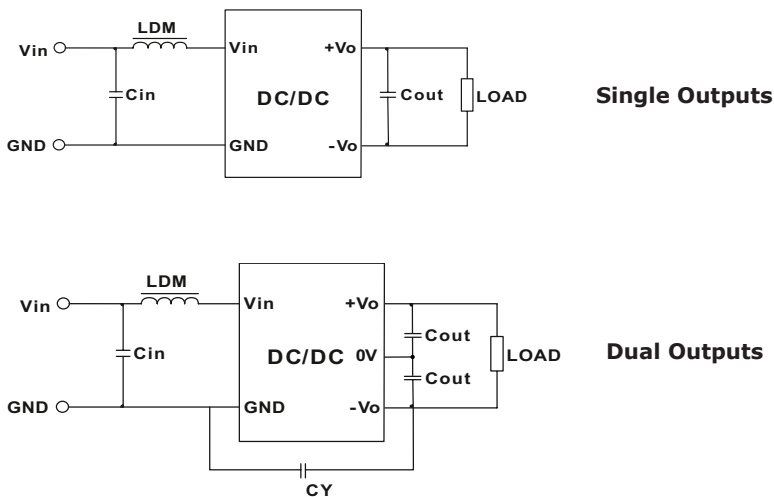 LDM
Vin
Vin
+Vo
Cin
DC/DC
Cout
LOAD
Single Outputs
GND
GND
-Vo
LDM
Vin
Vin
+Vo
Cout
Cin
DC/DC
0V
LOAD
Dual Outputs
Cout
GND
GND
-Vo
CY